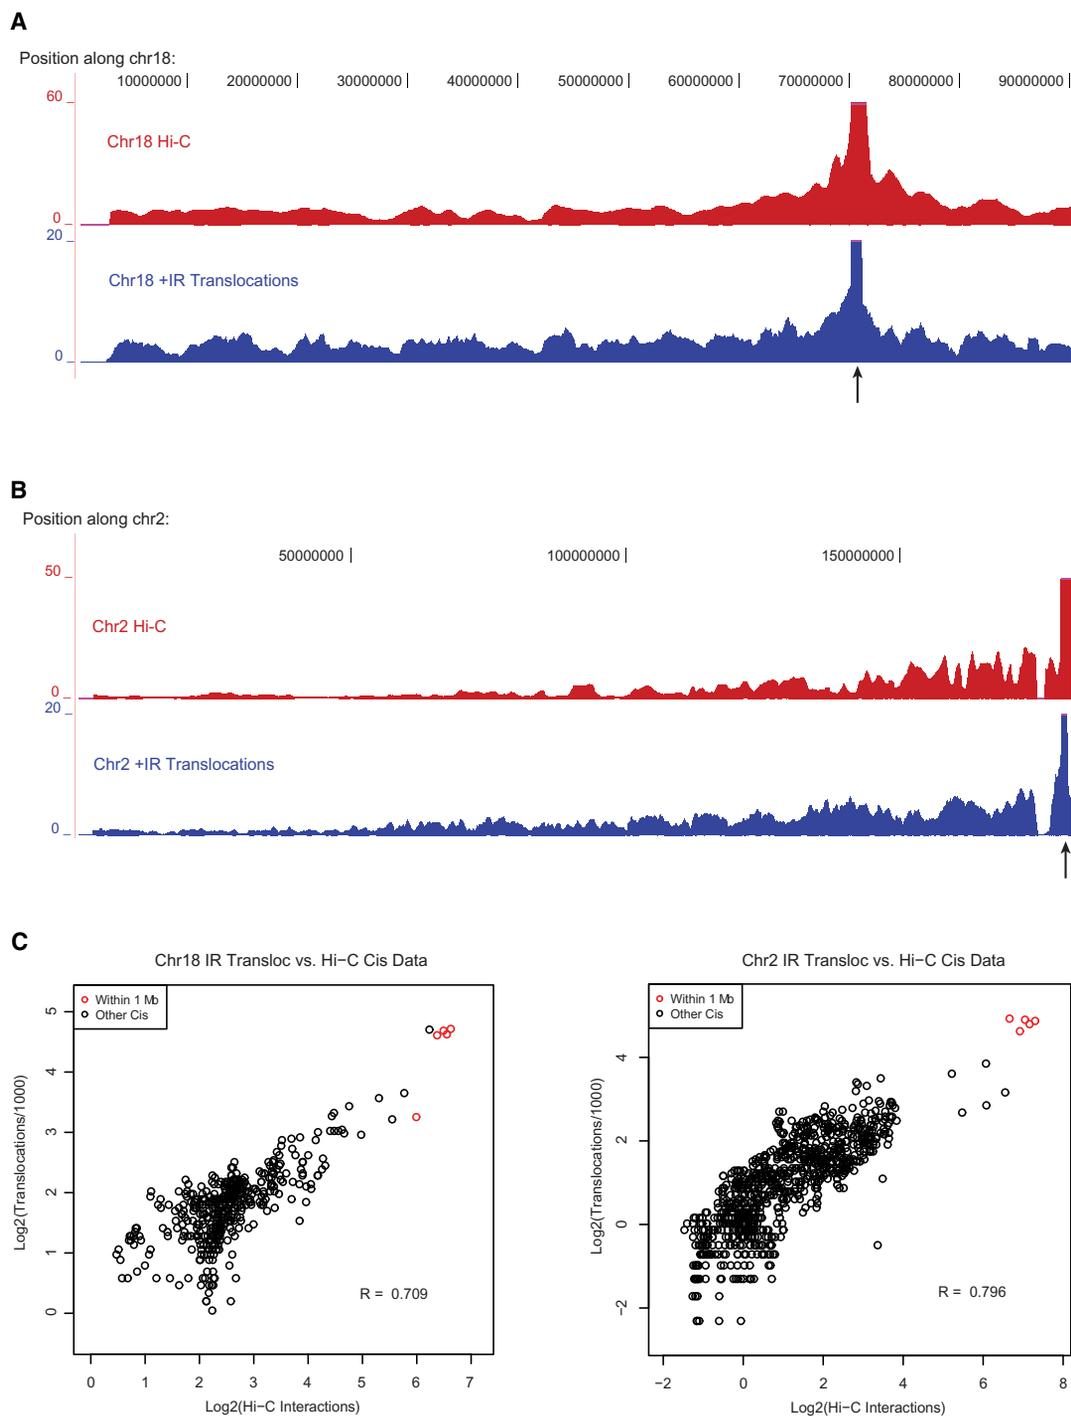 A
Position along chr18:
10000000 20000000 30000000 40000000 50000000 60000000 70000000 80000000 90000000
60
Chr18 Hi-C
0
20
Chr18 +IR Translocations
0
B
Position along chr2:
50000000 100000000 150000000
50
Chr2 Hi-C
0
20
Chr2 +IR Translocations
0
C
Chr18 IR Transloc vs. Hi−C Cis Data
Within 1 Mb
Other Cis
5
4
3
2
1
0
Log2(Translocations/1000)
R = 0.709
0 1 2 3 4 5 6 7
Log2(Hi−C Interactions)
Chr2 IR Transloc vs. Hi−C Cis Data
Within 1 Mb
Other Cis
4
2
0
−2
Log2(Translocations/1000)
R = 0.796
−2 0 2 4 6 8
Log2(Hi−C Interactions)